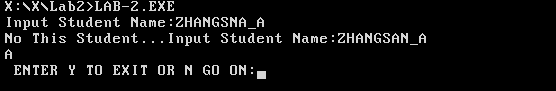 X:\X\Lab2>LAB-2.EXE
Input Student Name:ZHANGSNA_A
No This Student...Input Student Name:ZHANGSAN_A
A
ENTER Y TO EXIT OR N GO ON: